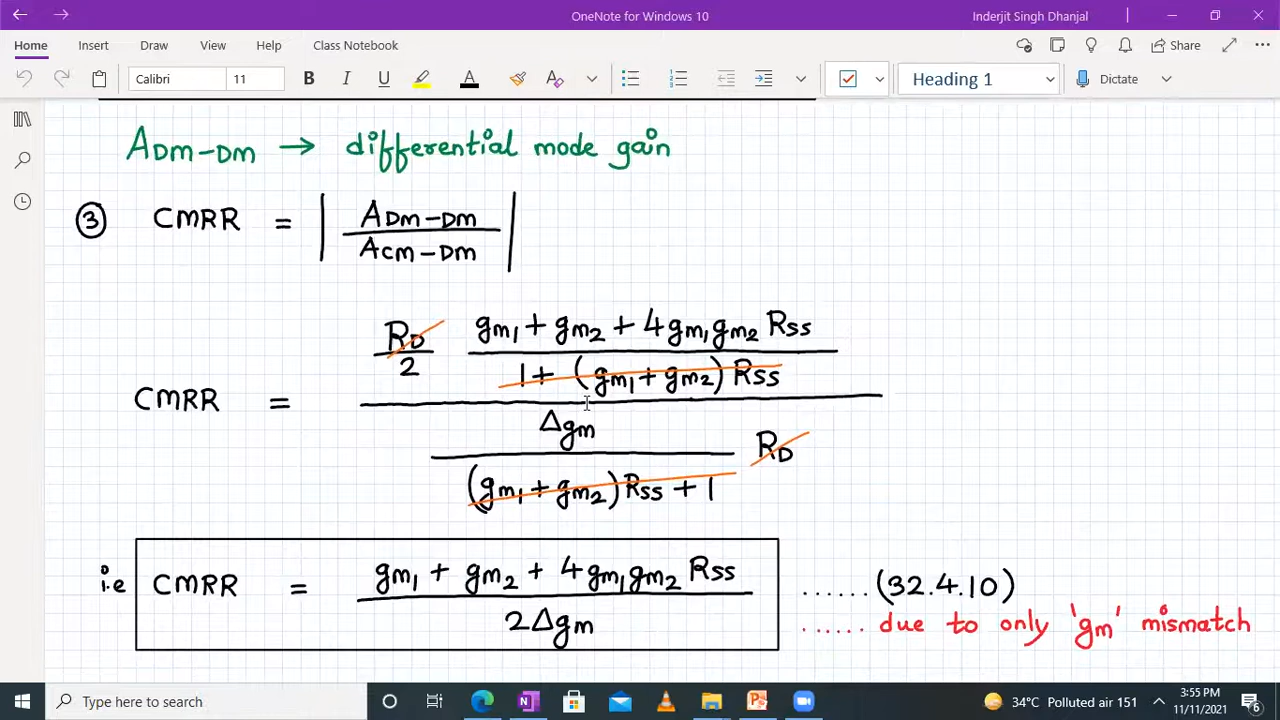 OneNote for Windows 10
Inderjit Singh Dhanjal
Home Insert Draw View Help Class Notebook
Share
Calibri 11 B I U A A Heading 1 Dictate
ADM-DM → differential mode gain
③ CMRR = | ADM-DM / ACM-DM |
RD/2 gm1 + gm2 + 4gm1gm2 RSS
1 + (gm1 + gm2) RSS
CMRR =
Δgm
RD
(gm1 + gm2) RSS + 1
i.e CMRR = gm1 + gm2 + 4gm1gm2 RSS / 2Δgm ...... (32.4.10)
...... due to only 'gm' mismatch
Type here to search
34°C Polluted air 151
3:55 PM
11/11/2021
6